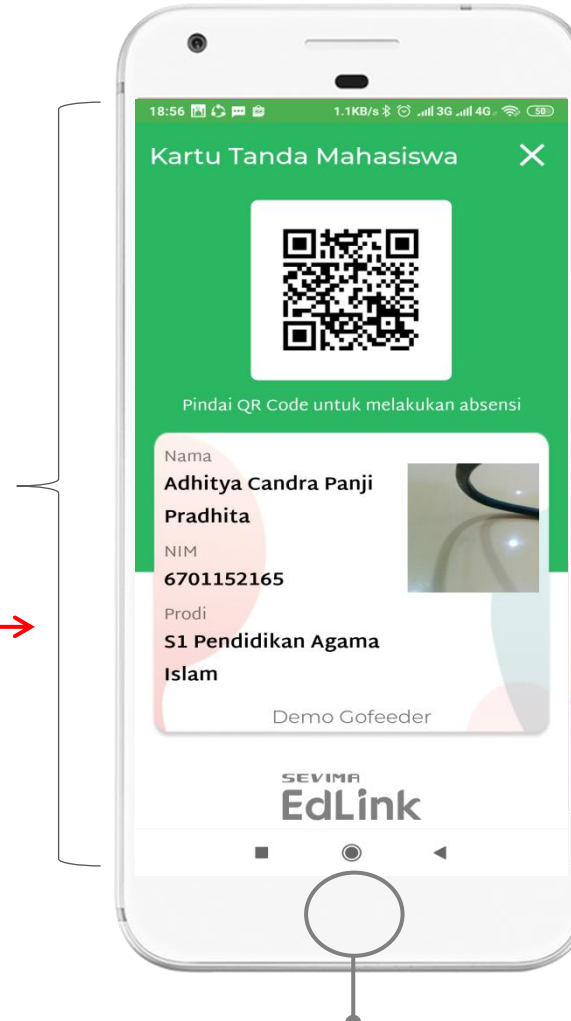 18:56 1.1KB/s 3G 4G 50
Kartu Tanda Mahasiswa
Pindai QR Code untuk melakukan absensi
Nama
Adhitya Candra Panji
Pradhita
NIM
6701152165
Prodi
S1 Pendidikan Agama
Islam
Demo Gofeeder
SEVIMA
EdLink